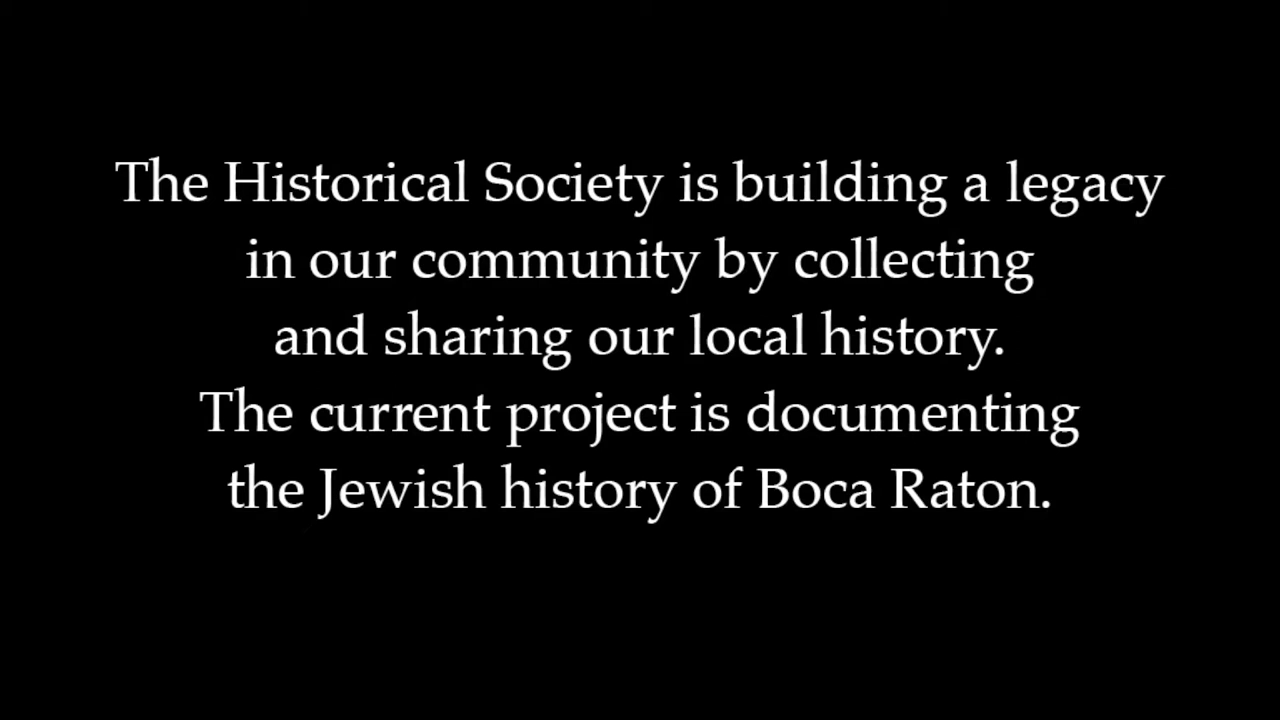 The Historical Society is building a legacy
in our community by collecting
and sharing our local history.
The current project is documenting
the Jewish history of Boca Raton.